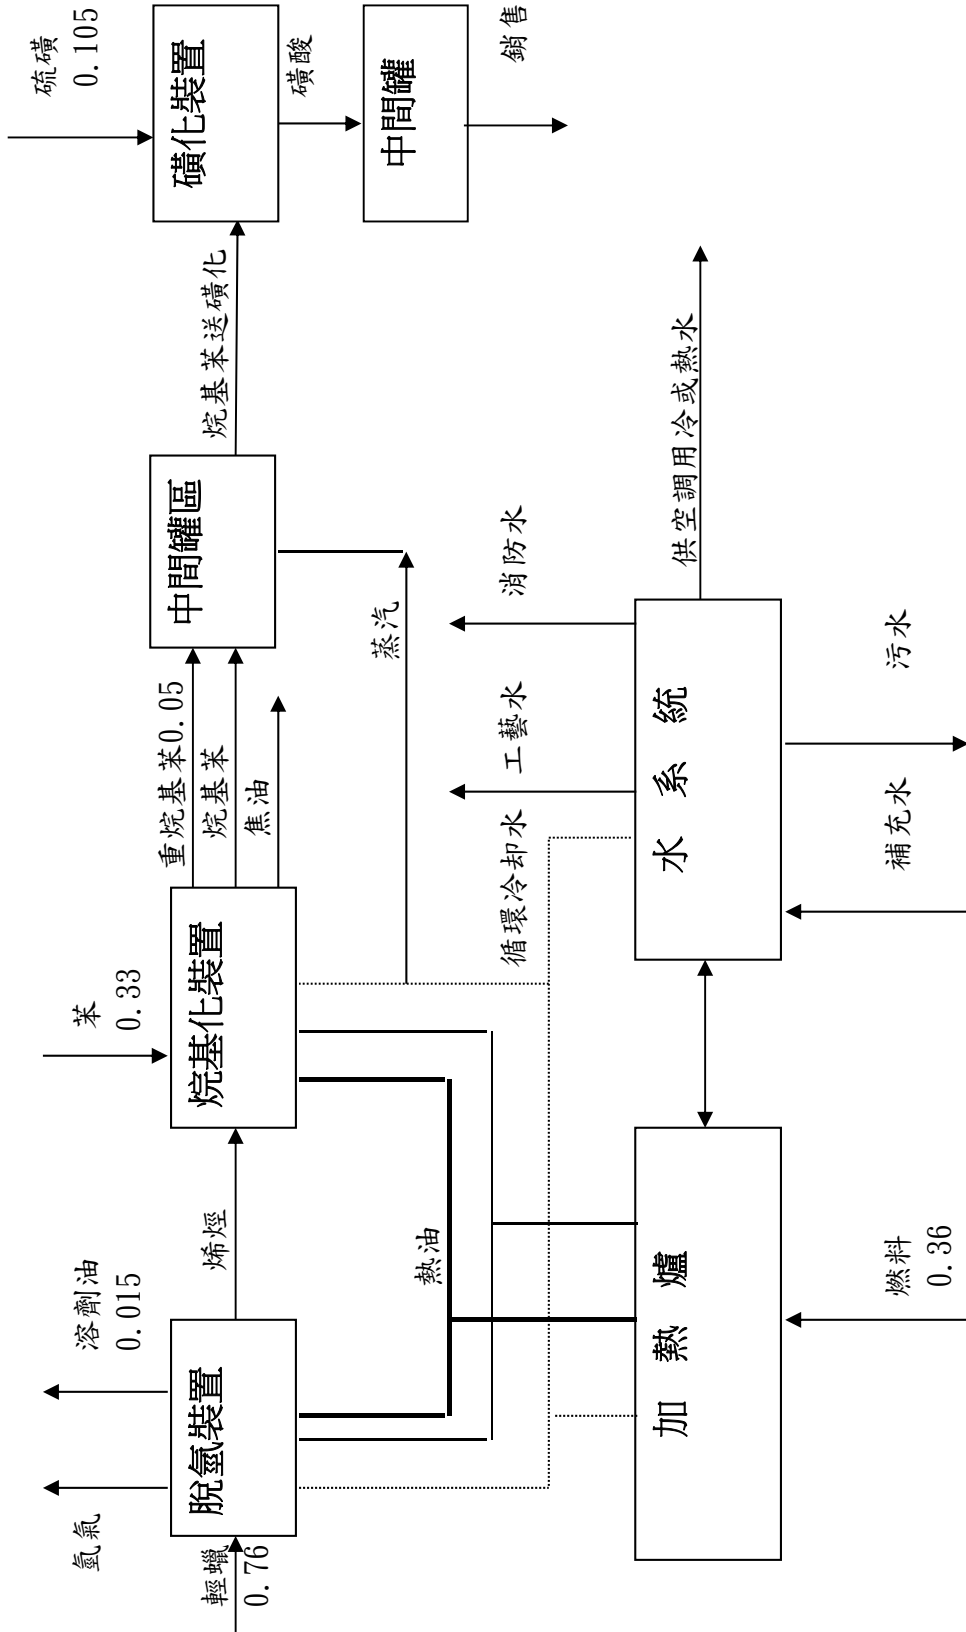 氫氣
溶劑油
0.015
苯
0.33
硫磺
0.105
輕蠟
0.76
脫氫裝置
烯烴
烷基化裝置
重烷基苯0.05
烷基苯
焦油
中間罐區
烷基苯送磺化
磺化裝置
磺酸
中間罐
銷售
熱油
蒸汽
循環冷却水
工藝水
消防水
加熱爐
水系統
供空調用冷或熱水
燃料
0.36
補充水
污水